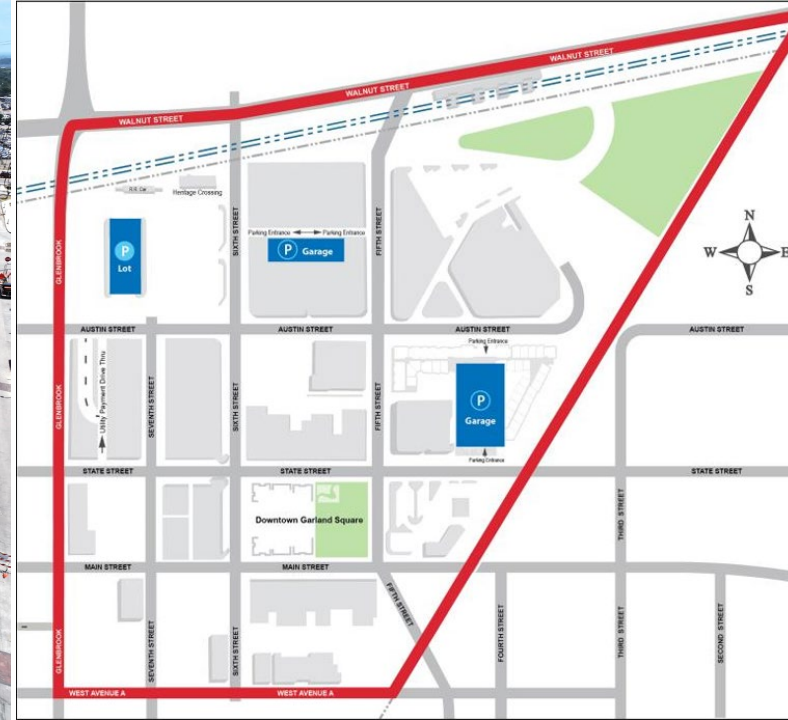 WALNUT STREET
WALNUT STREET
WALNUT STREET
R.R. Car
Heritage Crossing
GLENBROOK
P
Lot
SIXTH STREET
Parking Entrance Parking Entrance
P Garage
FIFTH STREET
N
W E
S
AUSTIN STREET
AUSTIN STREET
AUSTIN STREET
AUSTIN STREET
GLENBROOK
Utility Payment Drive Thru
SEVENTH STREET
SIXTH STREET
FIFTH STREET
Parking Entrance
P
Garage
Parking Entrance
STATE STREET
STATE STREET
STATE STREET
Downtown Garland Square
THIRD STREET
MAIN STREET
MAIN STREET
GLENBROOK
SEVENTH STREET
SIXTH STREET
FIFTH STREET
FOURTH STREET
THIRD STREET
SECOND STREET
WEST AVENUE A
WEST AVENUE A